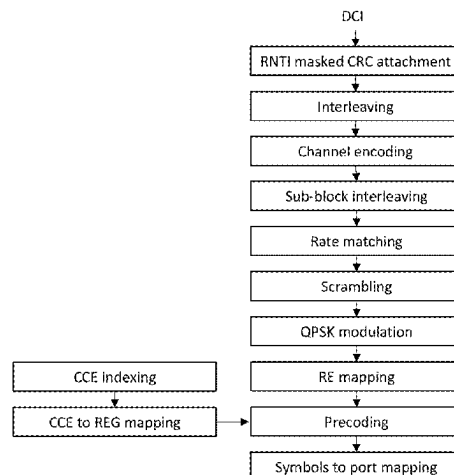 DCI
RNTI masked CRC attachment
Interleaving
Channel encoding
Sub-block interleaving
Rate matching
Scrambling
QPSK modulation
CCE indexing
RE mapping
CCE to REG mapping
Precoding
Symbols to port mapping